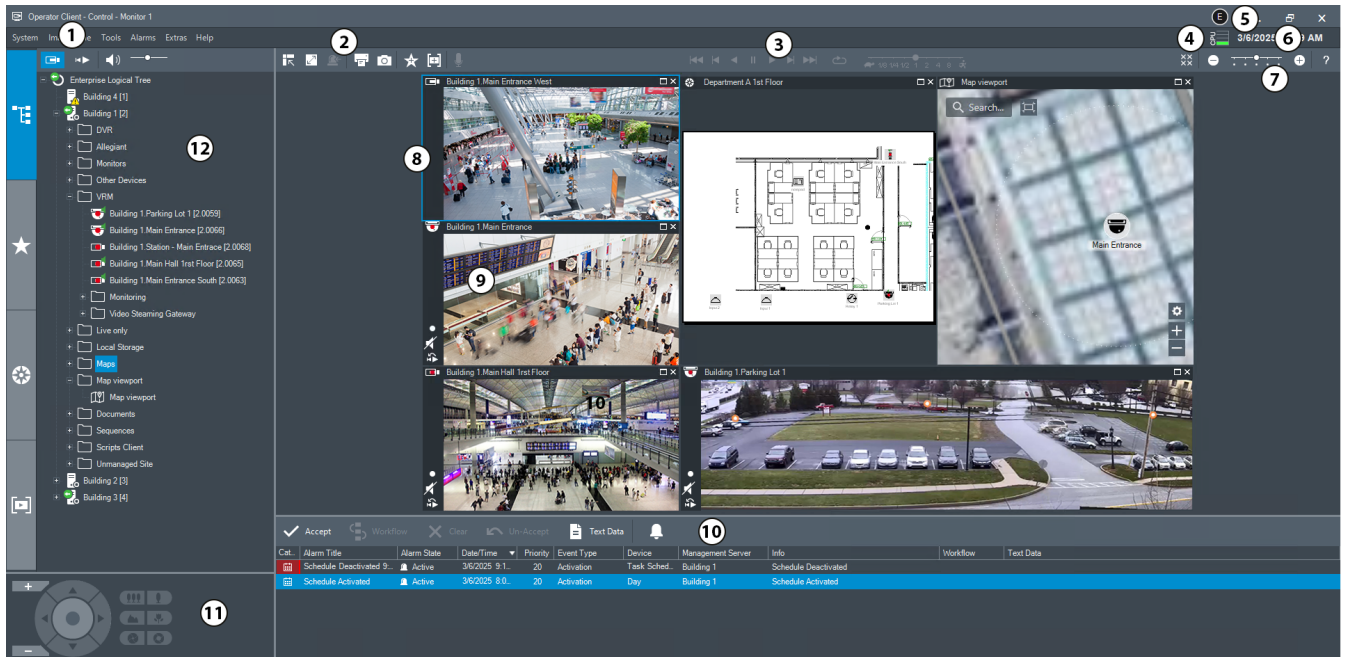 Operator Client - Control - Monitor 1
E
5
System
1
Tools
Alarms
Extras
Help
2
3
4
3/6/2025
6
AM
7
?
Enterprise Logical Tree
Building 4 [1]
Building 1 [2]
DVR
Allegiant
Monitors
Other Devices
VRM
Building 1.Parking Lot 1 [2.0059]
Building 1.Main Entrance [2.0066]
Building 1.Station - Main Entrace [2.0068]
Building 1.Main Hall 1rst Floor [2.0065]
Building 1.Main Entrance South [2.0063]
Monitoring
Video Steaming Gateway
Live only
Local Storage
Maps
Map viewport
Map viewport
Documents
Sequences
Scripts Client
Unmanaged Site
Building 2 [3]
Building 3 [4]
12
8
Building 1.Main Entrance West
Department A 1st Floor
Map viewport
Search...
Main Entrance
Building 1.Main Entrance
9
Building 1.Main Hall 1rst Floor
10
Building 1.Parking Lot 1
Accept
Workflow
Clear
Un-Accept
Text Data
10
Cat.. Alarm Title Alarm State Date/Time Priority Event Type Device Management Server Info Workflow Text Data
Schedule Deactivated 9:... Active 3/6/2025 9:1... 20 Activation Task Sched... Building 1 Schedule Deactivated
Schedule Activated Active 3/6/2025 8:0... 20 Activation Day Building 1 Schedule Activated
11